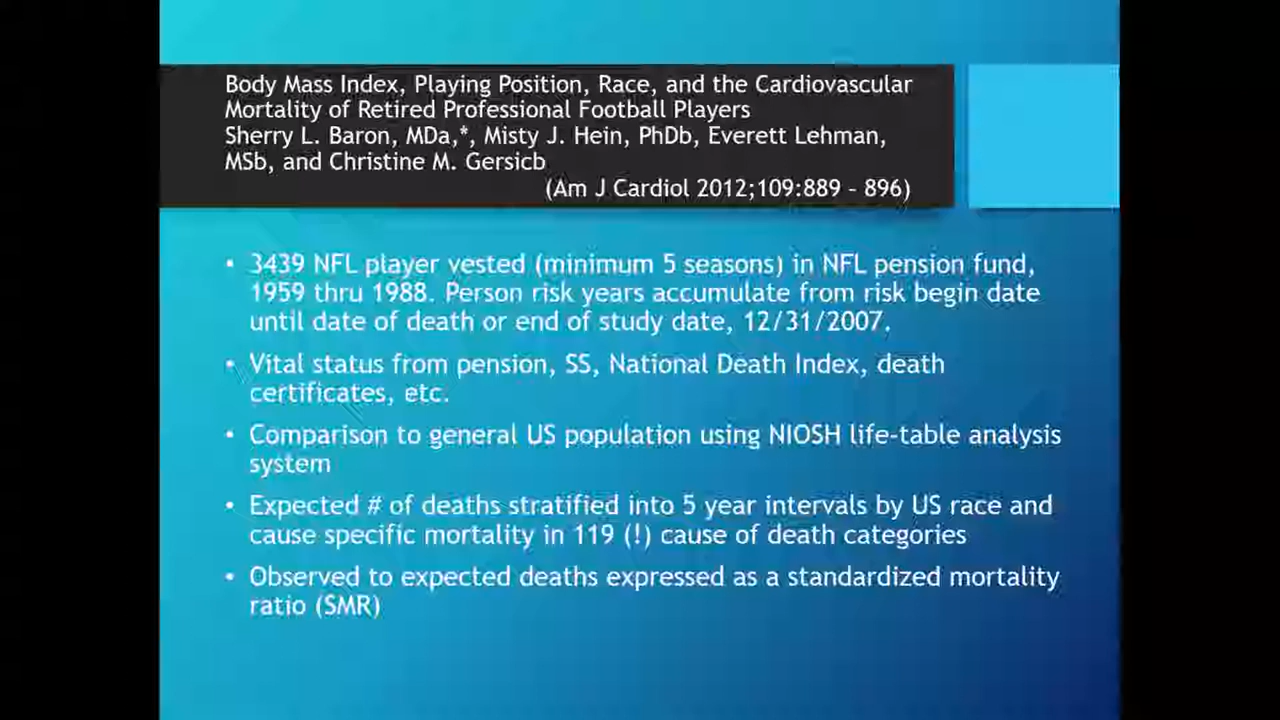 Body Mass Index, Playing Position, Race, and the Cardiovascular
Mortality of Retired Professional Football Players
Sherry L. Baron, MDa,*, Misty J. Hein, PhDb, Everett Lehman,
MSb, and Christine M. Gersicb
(Am J Cardiol 2012;109:889 – 896)
• 3439 NFL player vested (minimum 5 seasons) in NFL pension fund,
1959 thru 1988. Person risk years accumulate from risk begin date
until date of death or end of study date, 12/31/2007.
• Vital status from pension, SS, National Death Index, death
certificates, etc.
• Comparison to general US population using NIOSH life-table analysis
system
• Expected # of deaths stratified into 5 year intervals by US race and
cause specific mortality in 119 (!) cause of death categories
• Observed to expected deaths expressed as a standardized mortality
ratio (SMR)